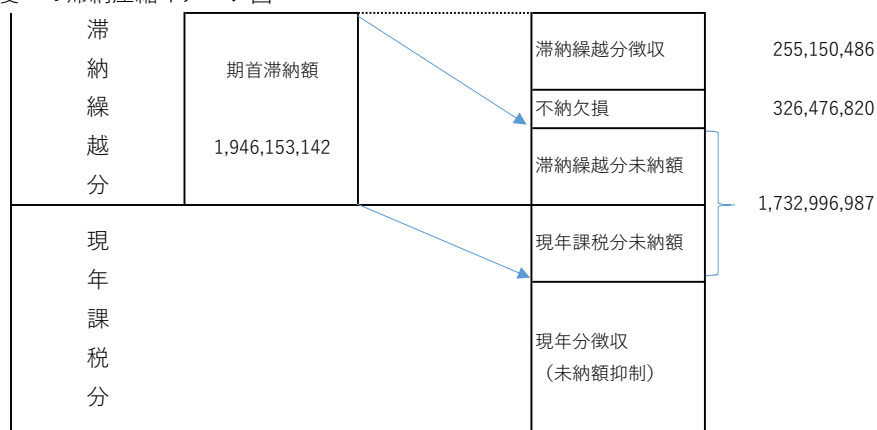 滞納繰越分
期首滞納額
1,946,153,142
滞納繰越分徴収
255,150,486
不納欠損
326,476,820
滞納繰越分未納額
1,732,996,987
現年課税分
現年課税分未納額
現年分徴収
（未納額抑制）